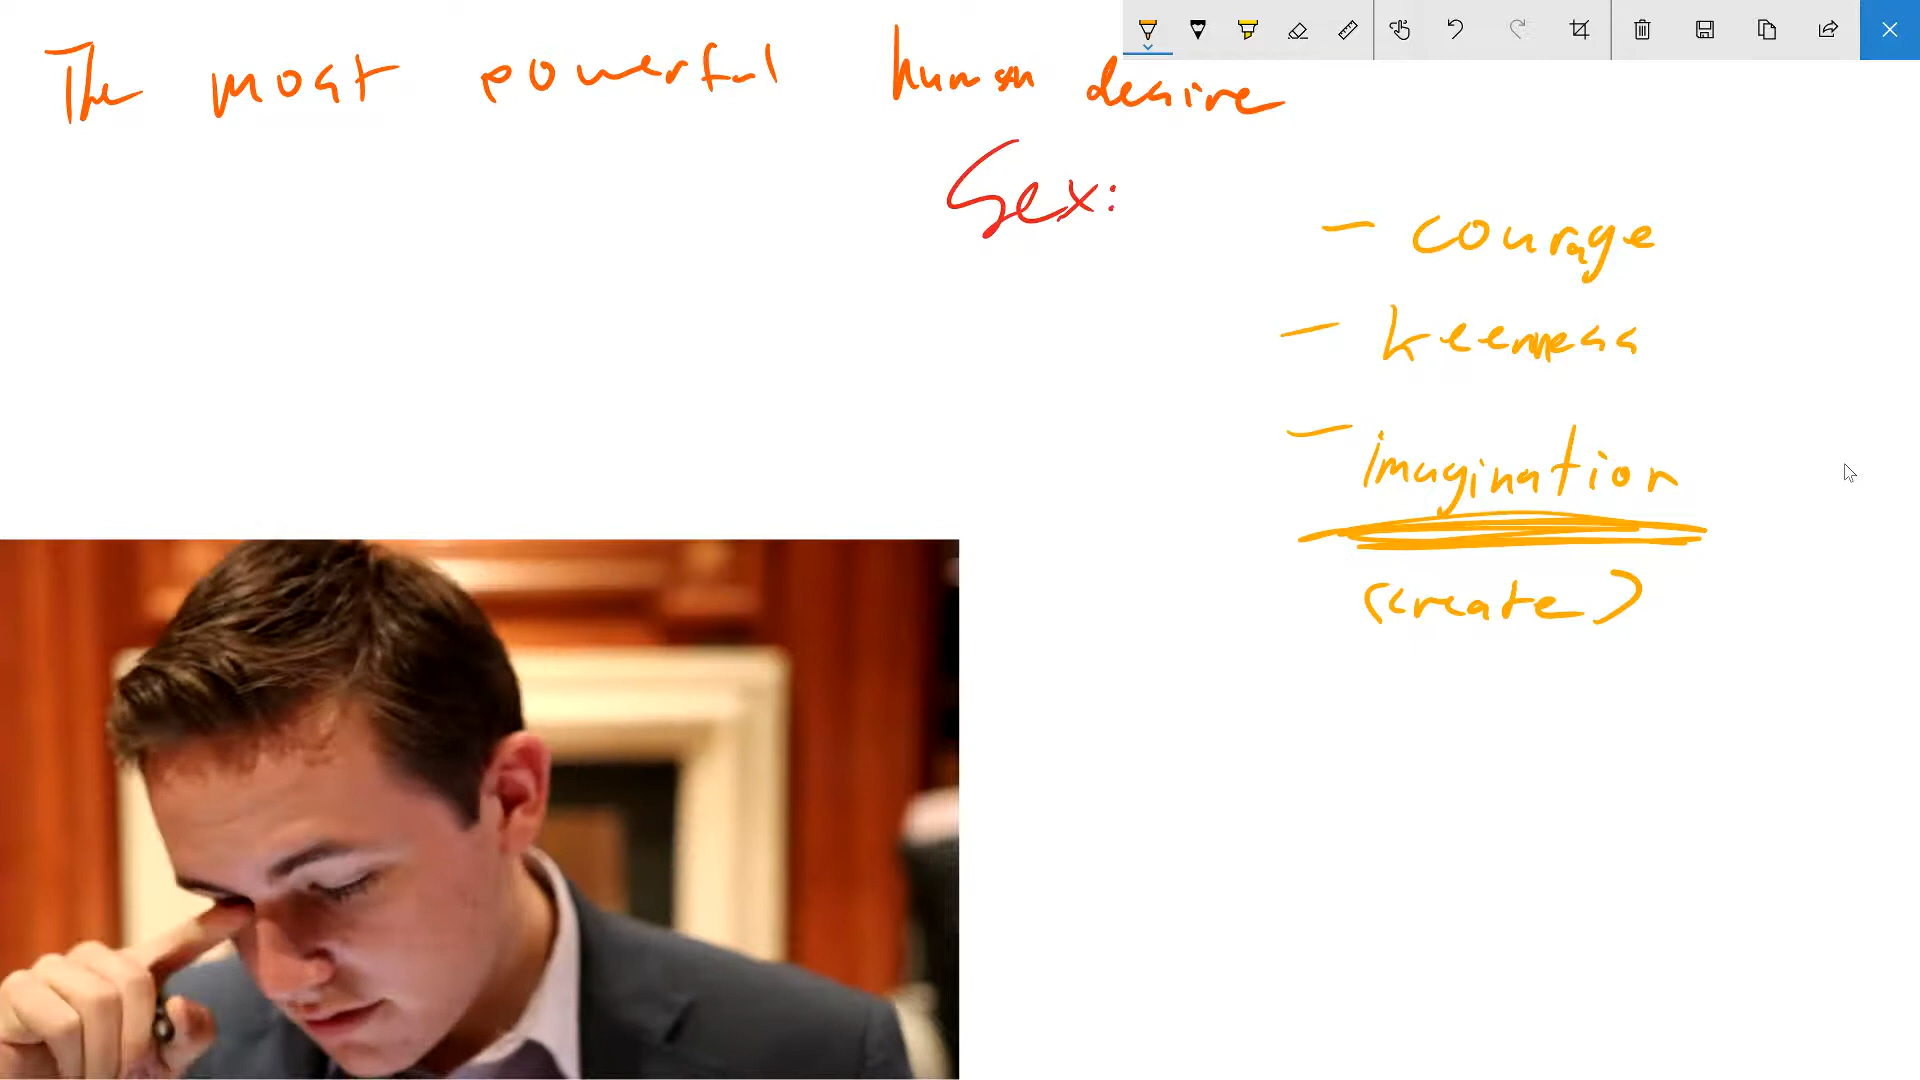 The most powerful human desire
Sex:
- courage
- keenness
- imagination
(create)